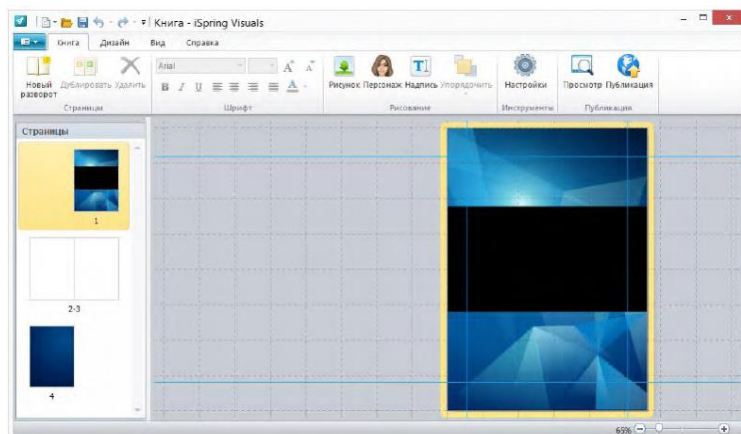 Книга - iSpring Visuals
Книга Дизайн Вид Справка
Новый разворот Дублировать Удалить
Arial
A A
Ж I U A
Рисунок Персонаж Надпись Упорядочить
Настройки
Просмотр Публикация
Страницы Шрифт Рисование Инструменты Публикация
Страницы
1
2-3
4
65%